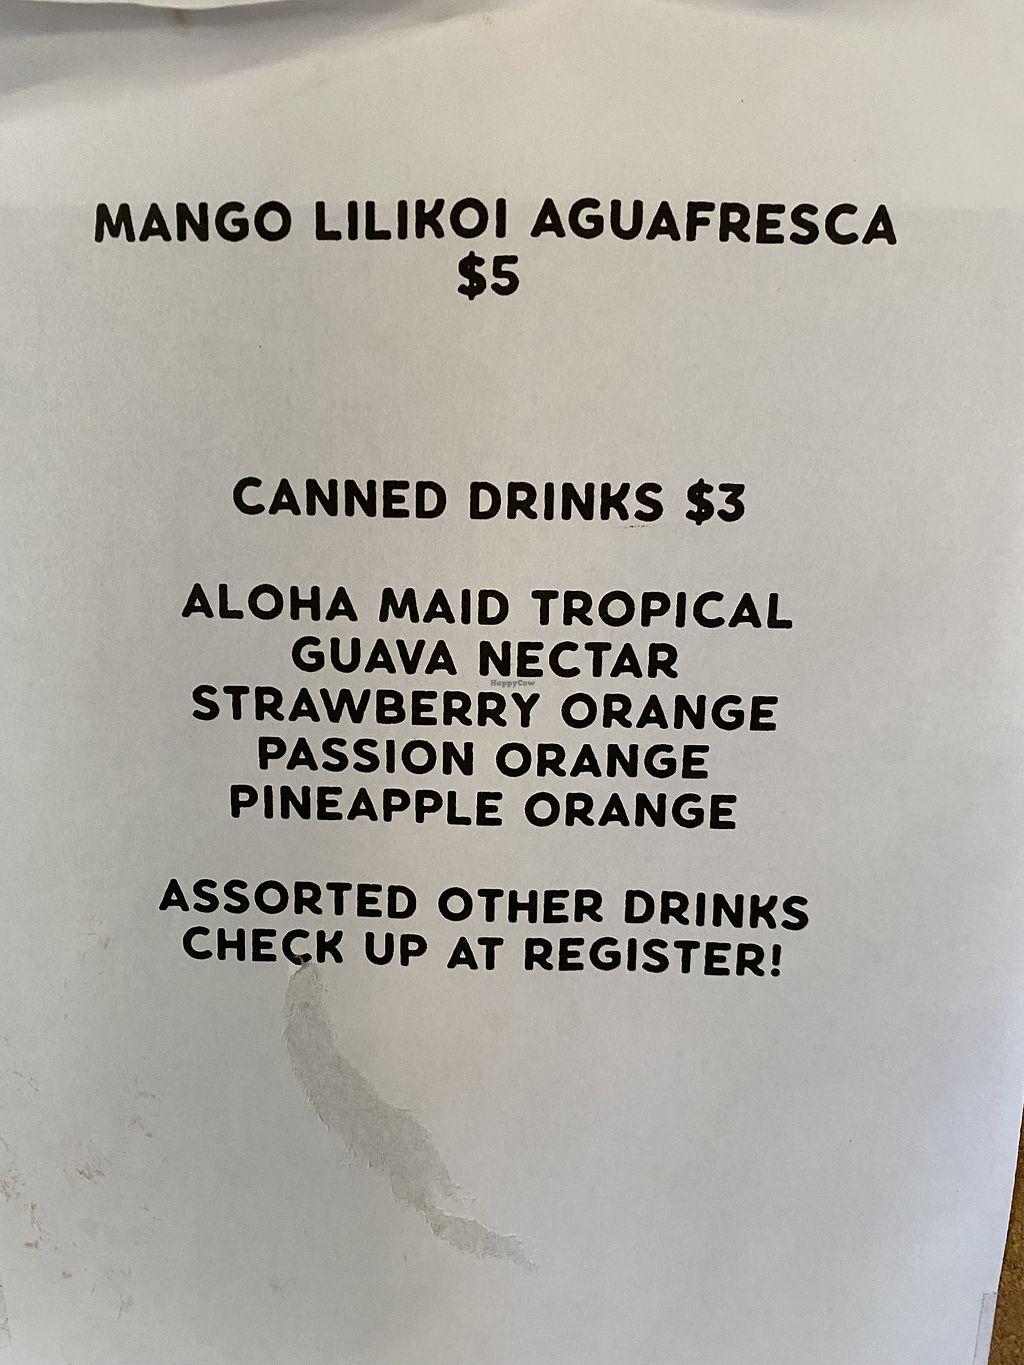 MANGO LILIKOI AGUAFRESCA
$5
CANNED DRINKS $3
ALOHA MAID TROPICAL
GUAVA NECTAR
HappyCow
STRAWBERRY ORANGE
PASSION ORANGE
PINEAPPLE ORANGE
ASSORTED OTHER DRINKS
CHECK UP AT REGISTER!